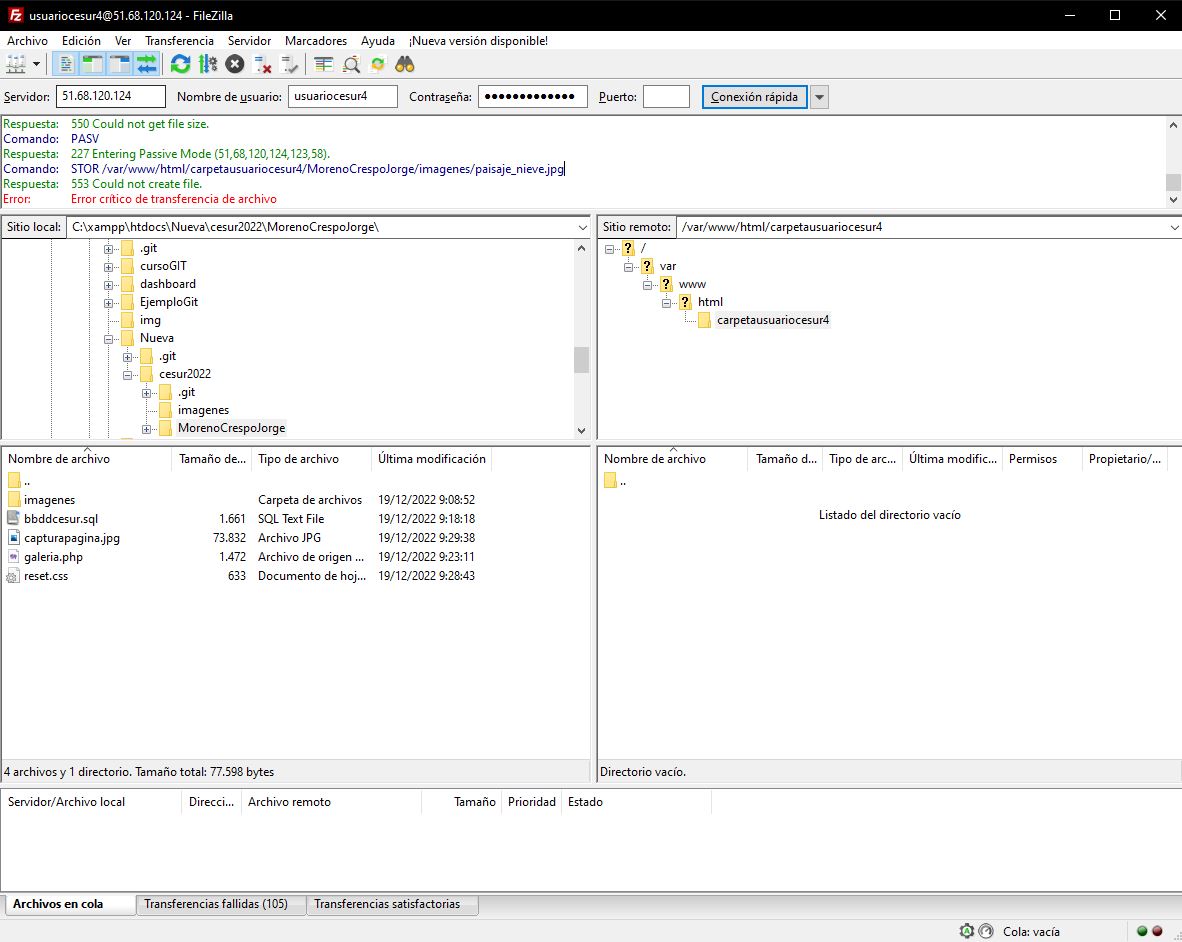 usuariocesur4@51.68.120.124 - FileZilla
Archivo Edición Ver Transferencia Servidor Marcadores Ayuda ¡Nueva versión disponible!
Servidor: 51.68.120.124 Nombre de usuario: usuariocesur4 Contraseña: ●●●●●●●●●●●●● Puerto: Conexión rápida
Respuesta: 550 Could not get file size.
Comando: PASV
Respuesta: 227 Entering Passive Mode (51,68,120,124,123,58).
Comando: STOR /var/www/html/carpetausuariocesur4/MorenoCrespoJorge/imagenes/paisaje_nieve.jpg
Respuesta: 553 Could not create file.
Error: Error crítico de transferencia de archivo
Sitio local: C:\xampp\htdocs\Nueva\cesur2022\MorenoCrespoJorge\
.git
cursoGIT
dashboard
EjemploGit
img
Nueva
.git
cesur2022
.git
imagenes
MorenoCrespoJorge
Sitio remoto: /var/www/html/carpetausuariocesur4
/
var
www
html
carpetausuariocesur4
Nombre de archivo Tamaño de... Tipo de archivo Última modificación
..
imagenes Carpeta de archivos 19/12/2022 9:08:52
bbddcesur.sql 1.661 SQL Text File 19/12/2022 9:18:18
capturapagina.jpg 73.832 Archivo JPG 19/12/2022 9:29:38
galeria.php 1.472 Archivo de origen ... 19/12/2022 9:23:11
reset.css 633 Documento de hoj... 19/12/2022 9:28:43
4 archivos y 1 directorio. Tamaño total: 77.598 bytes
Nombre de archivo Tamaño d... Tipo de arc... Última modific... Permisos Propietario/...
..
Listado del directorio vacío
Directorio vacío.
Servidor/Archivo local Direcci... Archivo remoto Tamaño Prioridad Estado
Archivos en cola Transferencias fallidas (105) Transferencias satisfactorias
Cola: vacía